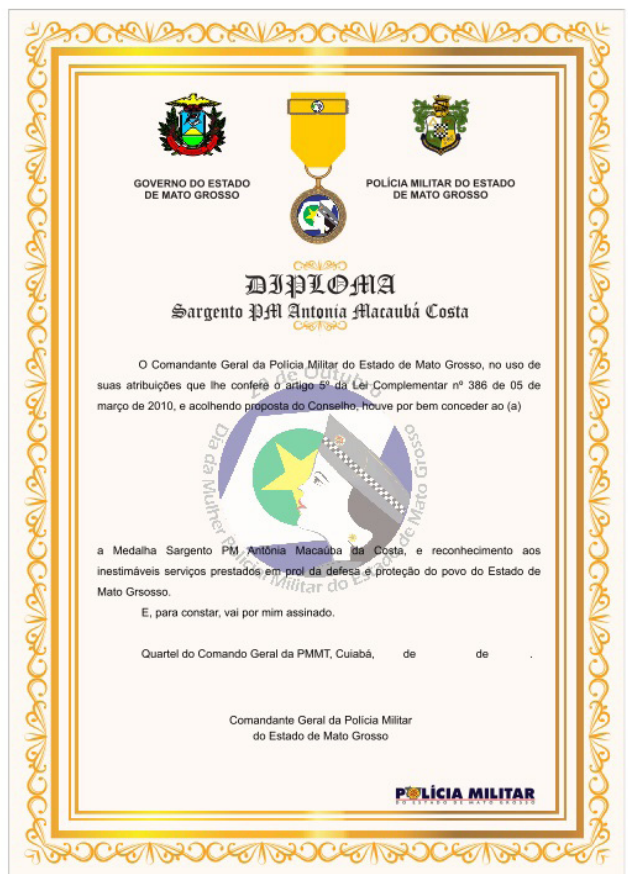 GOVERNO DO ESTADO
DE MATO GROSSO
POLÍCIA MILITAR DO ESTADO
DE MATO GROSSO
DIPLOMA
Sargento PM Antonia Macaubá Costa
O Comandante Geral da Polícia Militar do Estado de Mato Grosso, no uso de
suas atribuições que lhe confere o artigo 5º da Lei Complementar nº 386 de 05 de
março de 2010, e acolhendo proposta do Conselho, houve por bem conceder ao (a)
29 de Outubro
Dia da Mulher Policial Militar do Estado de Mato Grosso
a Medalha Sargento PM Antônia Macaúba da Costa, e reconhecimento aos
inestimáveis serviços prestados em prol da defesa e proteção do povo do Estado de
Mato Grsosso.
E, para constar, vai por mim assinado.
Quartel do Comando Geral da PMMT, Cuiabá, de de .
Comandante Geral da Polícia Militar
do Estado de Mato Grosso
POLÍCIA MILITAR
DO ESTADO DE MATO GROSSO